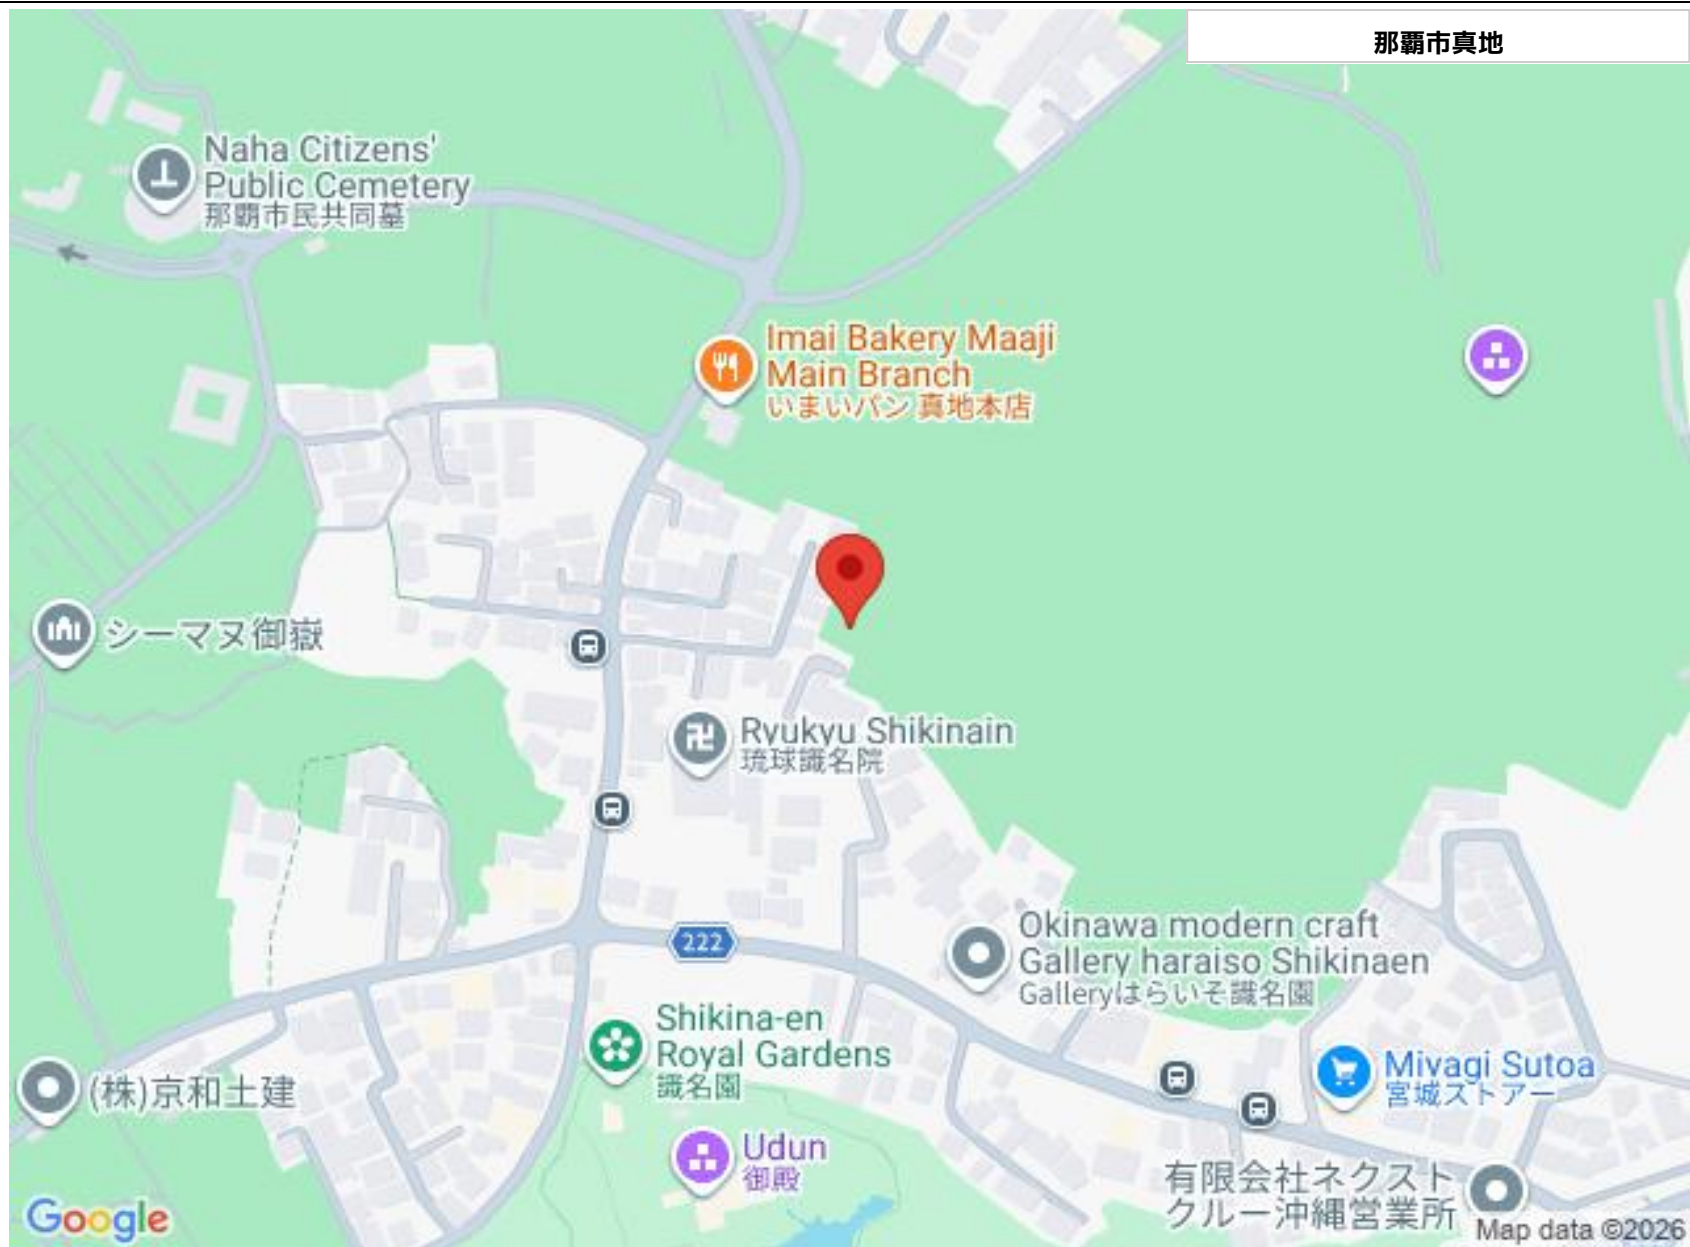 那覇市真地
Naha Citizens'
Public Cemetery
那覇市民共同墓
Imai Bakery Maaji
Main Branch
いまいパン 真地本店
シーマヌ御嶽
Ryukyu Shikinain
琉球識名院
222
Okinawa modern craft
Gallery haraiso Shikinaen
Galleryはらいそ識名園
Shikina-en
Royal Gardens
識名園
Miyagi Sutoa
宮城ストアー
(株)京和土建
Udun
御殿
有限会社ネクスト
クルー沖縄営業所
Google
Map data ©2026